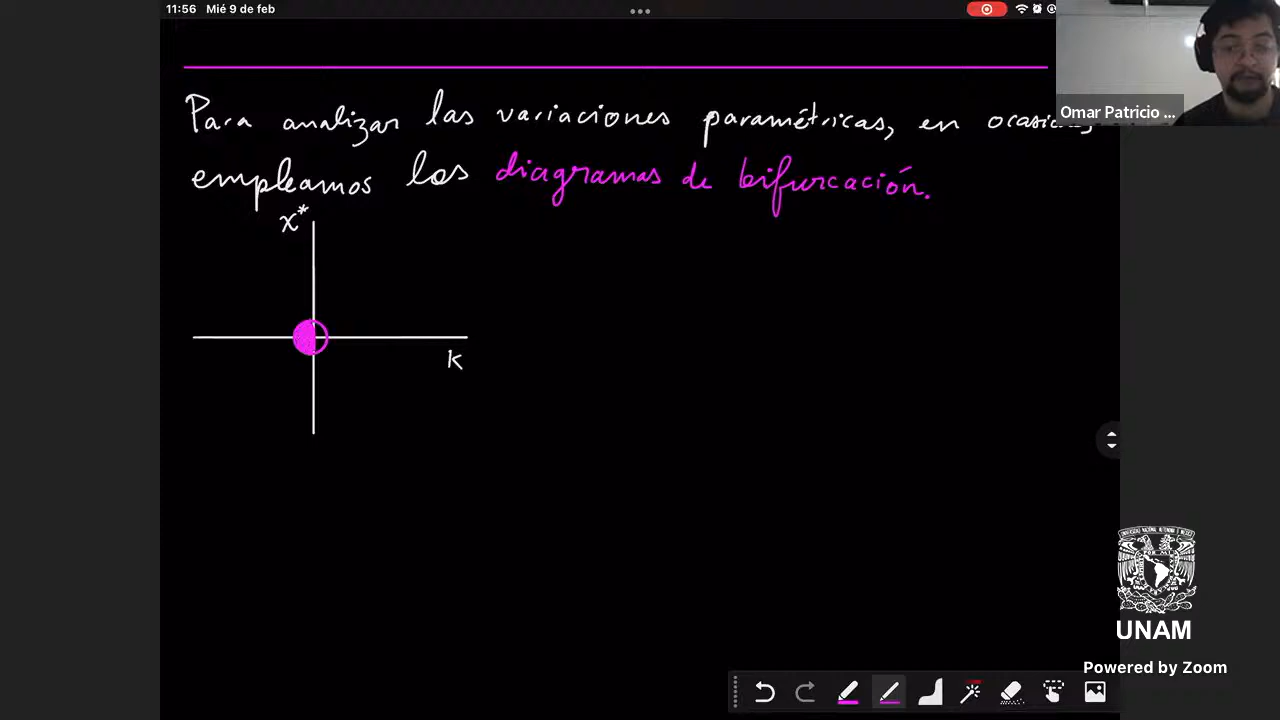 11:56 Mié 9 de feb
Omar Patricio ...
Para analizar las variaciones paramétricas, en
empleamos los diagramas de bifurcación.
x*
K
UNAM
Powered by Zoom